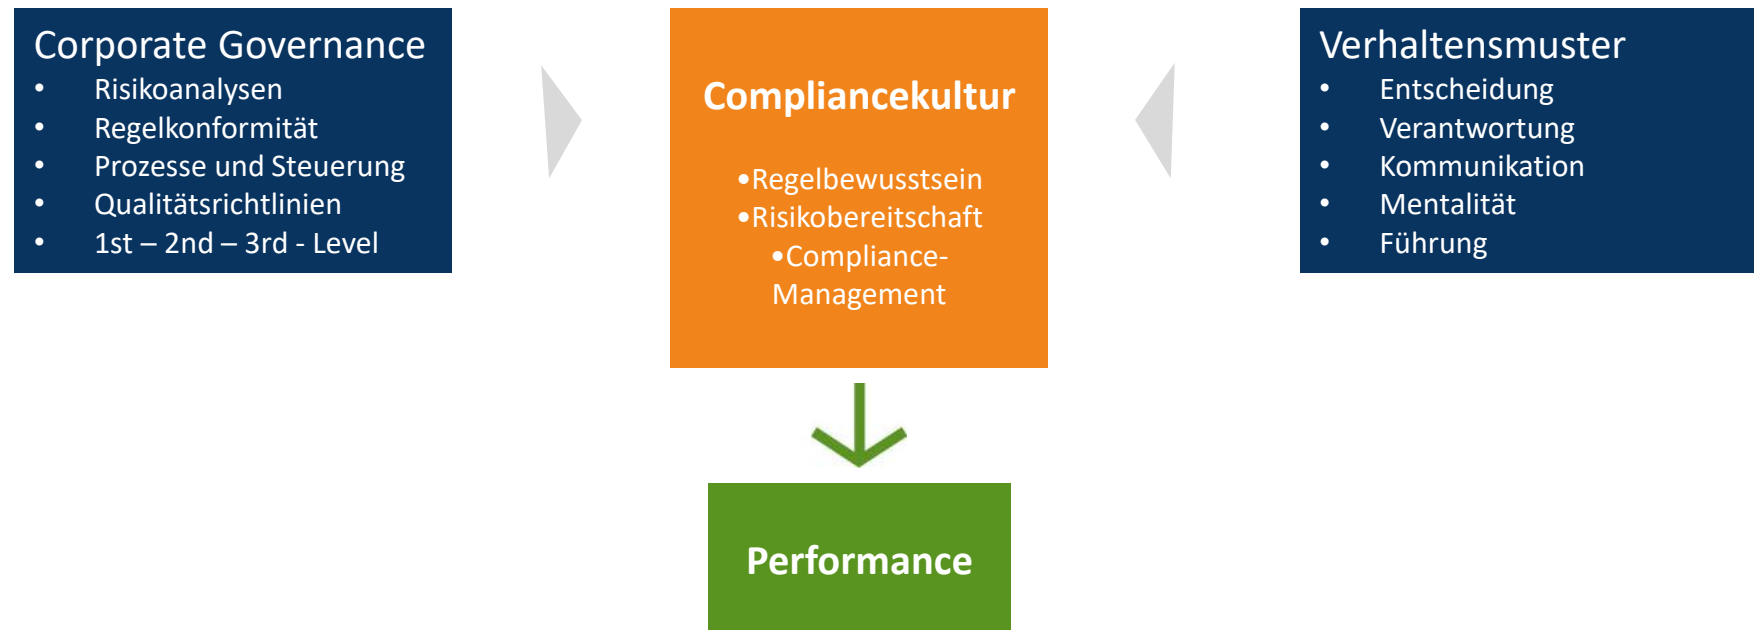 Corporate Governance
• Risikoanalysen
• Regelkonformität
• Prozesse und Steuerung
• Qualitätsrichtlinien
• 1st – 2nd – 3rd - Level
Compliancekultur
•Regelbewusstsein
•Risikobereitschaft
•Compliance-
Management
Verhaltensmuster
• Entscheidung
• Verantwortung
• Kommunikation
• Mentalität
• Führung
Performance